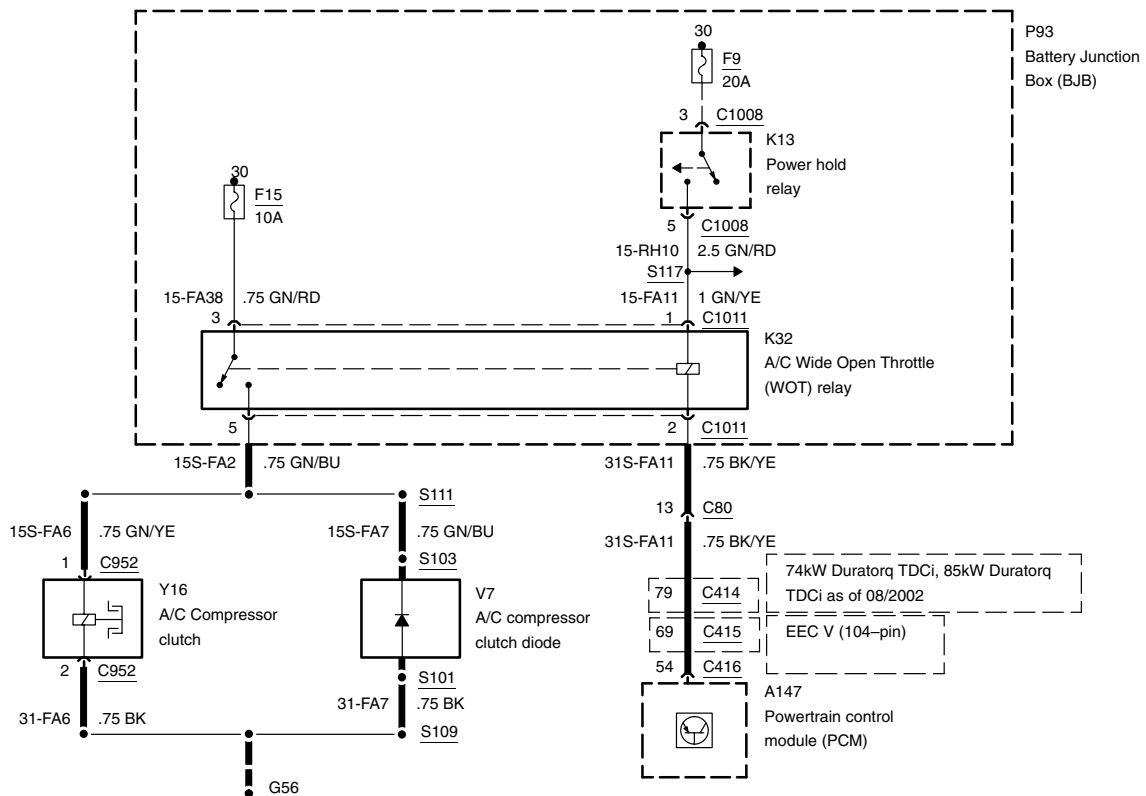 P93
Battery Junction
Box (BJB)
30
F9
20A
3 C1008
K13
Power hold
relay
30
F15
10A
5 C1008
15-RH10 2.5 GN/RD
S117
15-FA38 .75 GN/RD
15-FA11 1 GN/YE
3
1 C1011
K32
A/C Wide Open Throttle
(WOT) relay
5
2 C1011
15S-FA2 .75 GN/BU
31S-FA11 .75 BK/YE
S111
13 C80
15S-FA6 .75 GN/YE
15S-FA7 .75 GN/BU
31S-FA11 .75 BK/YE
1 C952
S103
74kW Duratorq TDCi, 85kW Duratorq
TDCi as of 08/2002
Y16
A/C Compressor
clutch
V7
A/C compressor
clutch diode
79 C414
69 C415
EEC V (104–pin)
2 C952
S101
54 C416
31-FA6 .75 BK
31-FA7 .75 BK
S109
A147
Powertrain control
module (PCM)
G56